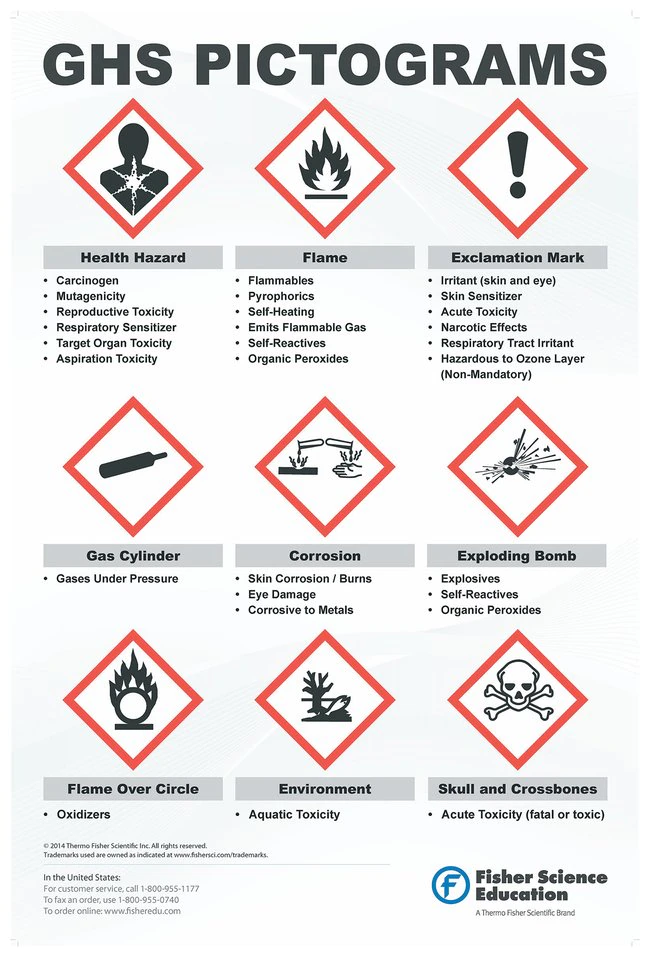 GHS PICTOGRAMS
Health Hazard
• Carcinogen
• Mutagenicity
• Reproductive Toxicity
• Respiratory Sensitizer
• Target Organ Toxicity
• Aspiration Toxicity
Flame
• Flammables
• Pyrophorics
• Self-Heating
• Emits Flammable Gas
• Self-Reactives
• Organic Peroxides
Exclamation Mark
• Irritant (skin and eye)
• Skin Sensitizer
• Acute Toxicity
• Narcotic Effects
• Respiratory Tract Irritant
• Hazardous to Ozone Layer
(Non-Mandatory)
Gas Cylinder
• Gases Under Pressure
Corrosion
• Skin Corrosion / Burns
• Eye Damage
• Corrosive to Metals
Exploding Bomb
• Explosives
• Self-Reactives
• Organic Peroxides
Flame Over Circle
• Oxidizers
Environment
• Aquatic Toxicity
Skull and Crossbones
• Acute Toxicity (fatal or toxic)
© 2014 Thermo Fisher Scientific Inc. All rights reserved.
Trademarks used are owned as indicated at www.fishersci.com/trademarks.
In the United States:
For customer service, call 1-800-955-1177
To fax an order, use 1-800-955-0740
To order online: www.fisheredu.com
Fisher Science
Education
A Thermo Fisher Scientific Brand